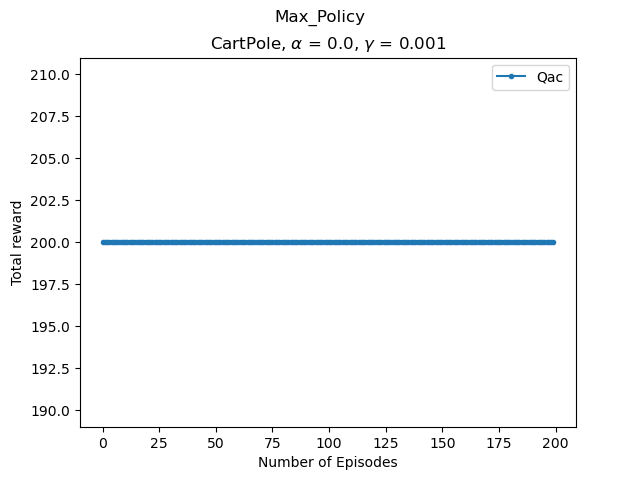 Max_Policy
CartPole, α = 0.0, γ = 0.001
210.0
207.5
205.0
202.5
200.0
197.5
195.0
192.5
190.0
Total reward
Qac
0 25 50 75 100 125 150 175 200
Number of Episodes